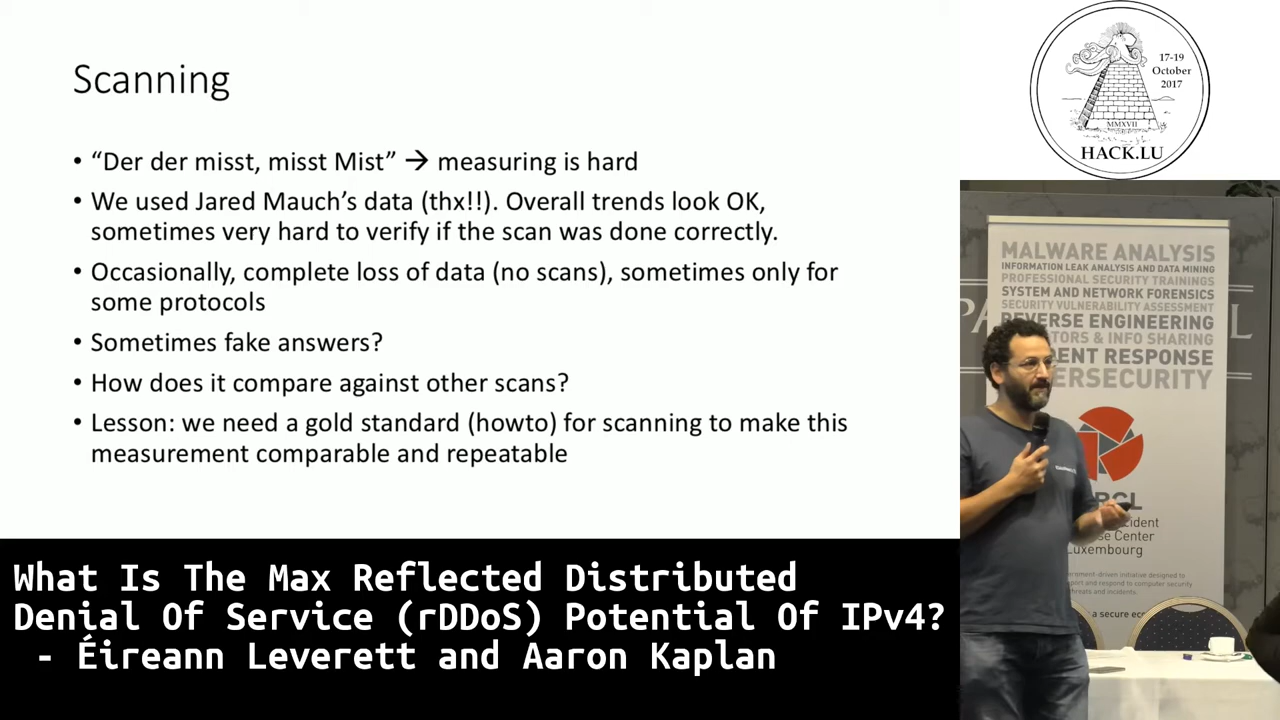 Scanning
• “Der der misst, misst Mist” → measuring is hard
• We used Jared Mauch’s data (thx!!). Overall trends look OK,
sometimes very hard to verify if the scan was done correctly.
• Occasionally, complete loss of data (no scans), sometimes only for
some protocols
• Sometimes fake answers?
• How does it compare against other scans?
• Lesson: we need a gold standard (howto) for scanning to make this
measurement comparable and repeatable
17-19
October
2017
MMXVII
HACK.LU
MALWARE ANALYSIS
INFORMATION LEAK ANALYSIS AND DATA MINING
PROFESSIONAL SECURITY TRAININGS
SYSTEM AND NETWORK FORENSICS
SECURITY VULNERABILITY ASSESSMENT
REVERSE ENGINEERING
& INFO SHARING
RESPONSE
Luxembourg
What Is The Max Reflected Distributed
Denial Of Service (rDDoS) Potential Of IPv4?
- Éireann Leverett and Aaron Kaplan